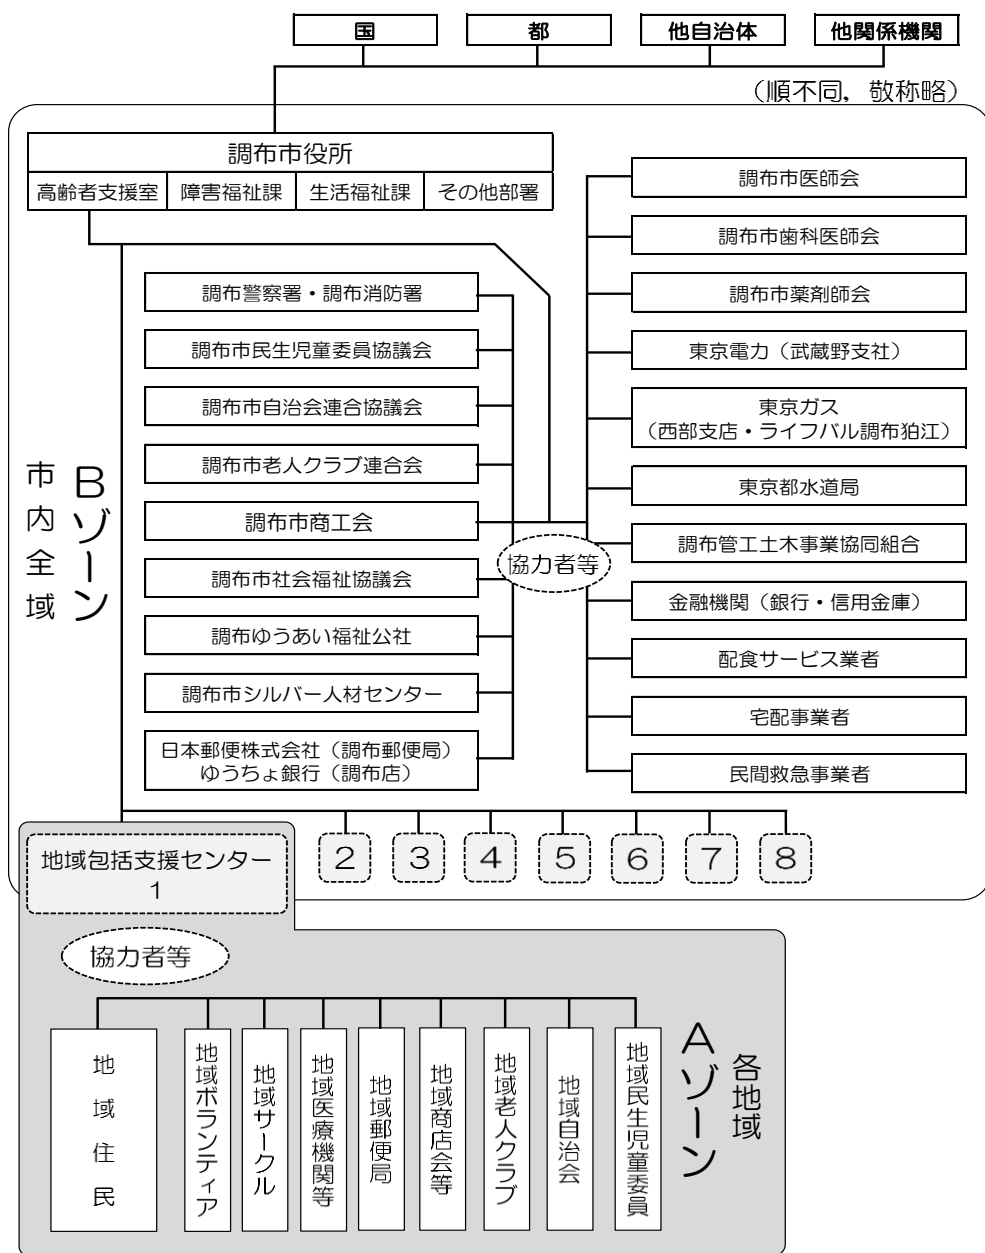 国
都
他自治体
他関係機関
（順不同，敬称略）
調布市役所
高齢者支援室
障害福祉課
生活福祉課
その他部署
調布警察署・調布消防署
調布市民生児童委員協議会
調布市自治会連合協議会
調布市老人クラブ連合会
調布市商工会
調布市社会福祉協議会
調布ゆうあい福祉公社
調布市シルバー人材センター
日本郵便株式会社（調布郵便局）
ゆうちょ銀行（調布店）
協力者等
調布市医師会
調布市歯科医師会
調布市薬剤師会
東京電力（武蔵野支社）
東京ガス
（西部支店・ライフバル調布狛江）
東京都水道局
調布管工土木事業協同組合
金融機関（銀行・信用金庫）
配食サービス業者
宅配事業者
民間救急事業者
Ｂゾーン
市内全域
地域包括支援センター
1
2
3
4
5
6
7
8
協力者等
地域住民
地域ボランティア
地域サークル
地域医療機関等
地域郵便局
地域商店会等
地域老人クラブ
地域自治会
地域民生児童委員
Ａゾーン
各地域